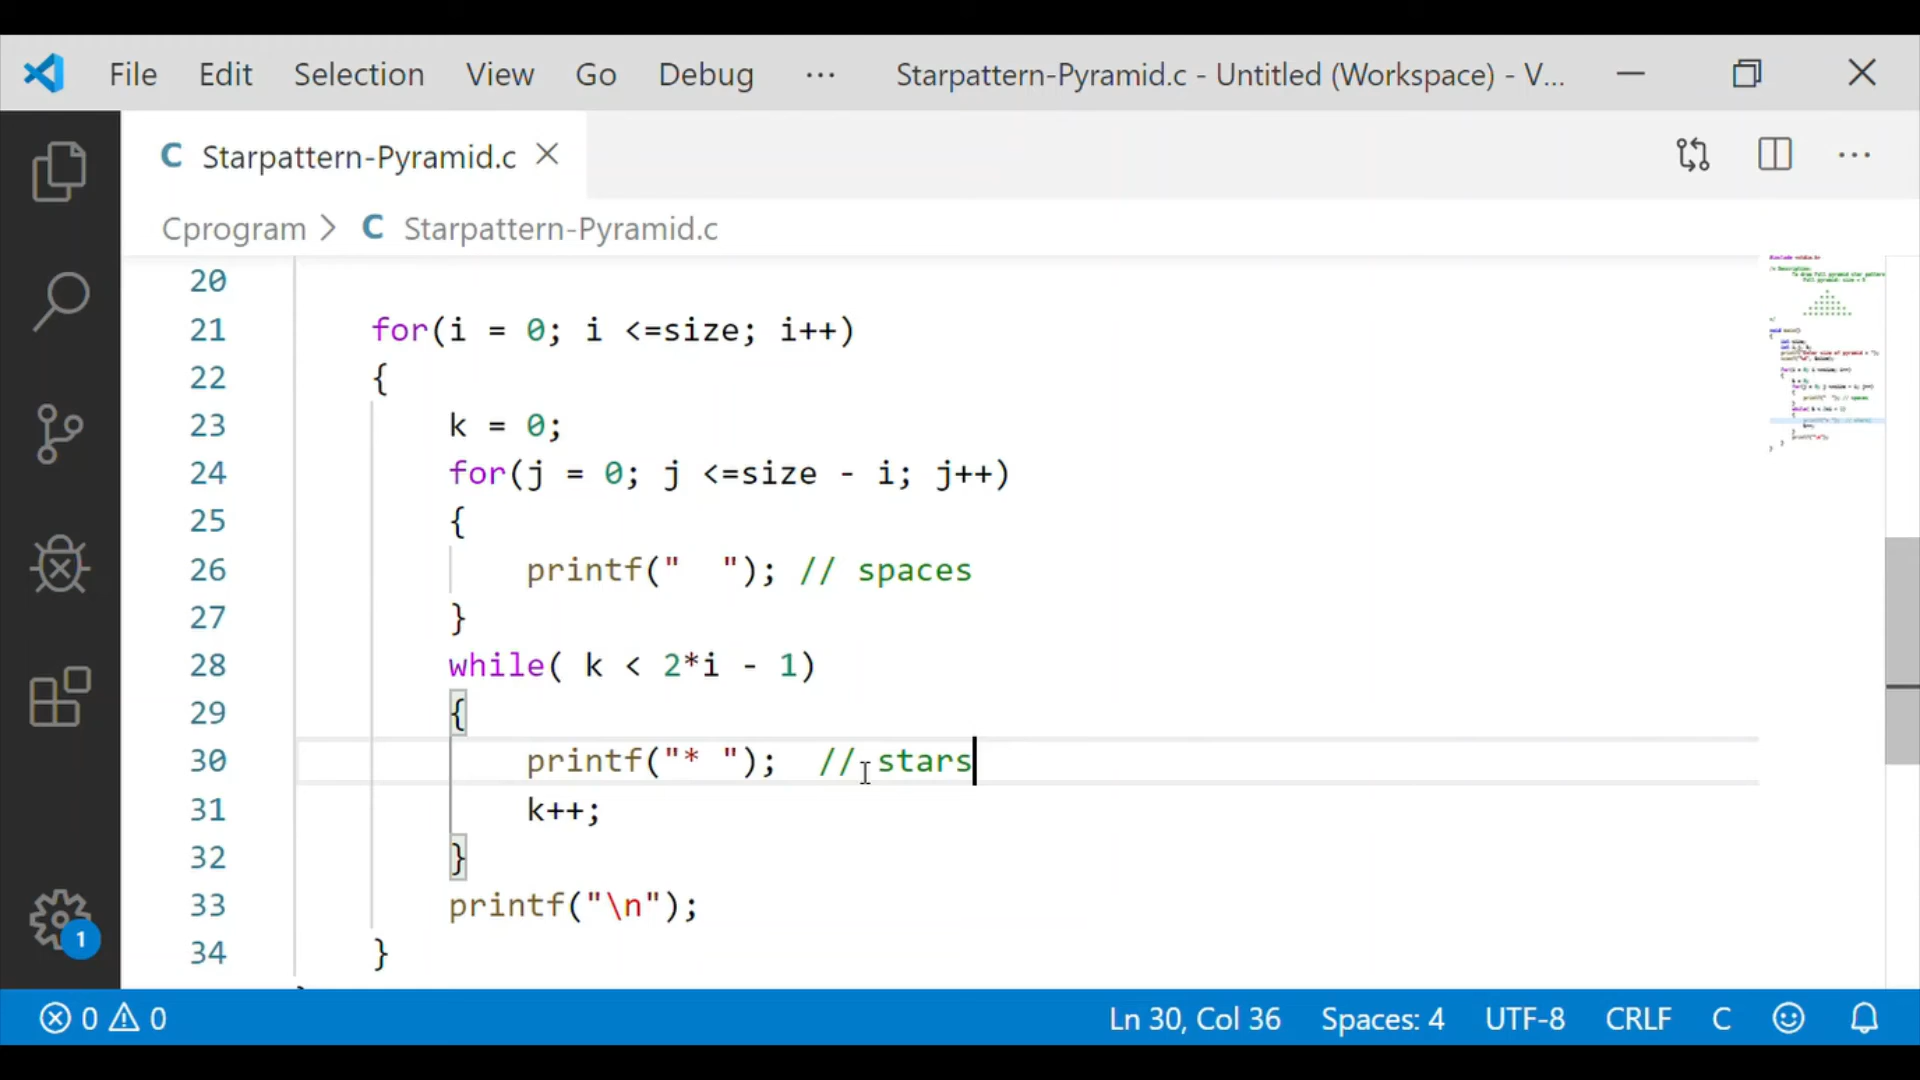 File Edit Selection View Go Debug ··· Starpattern-Pyramid.c - Untitled (Workspace) - V...
C Starpattern-Pyramid.c
Cprogram > C Starpattern-Pyramid.c
20
21 for(i = 0; i <=size; i++)
22 {
23 k = 0;
24 for(j = 0; j <=size - i; j++)
25 {
26 printf("  "); // spaces
27 }
28 while( k < 2*i - 1)
29 {
30 printf("* ");  // stars
31 k++;
32 }
33 printf("\n");
34 }
1
0 0 Ln 30, Col 36 Spaces: 4 UTF-8 CRLF C